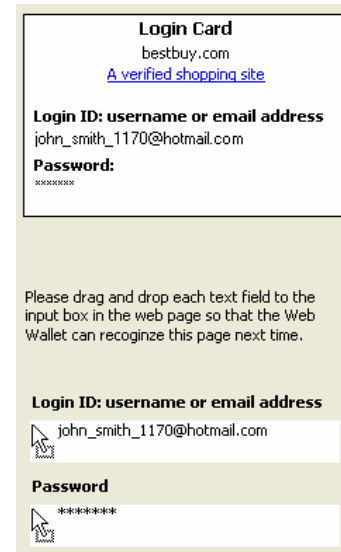 Login Card
bestbuy.com
A verified shopping site
Login ID: username or email address
john_smith_1170@hotmail.com
Password:
*******
Please drag and drop each text field to the
input box in the web page so that the Web
Wallet can recoginze this page next time.
Login ID: username or email address
john_smith_1170@hotmail.com
Password
*******